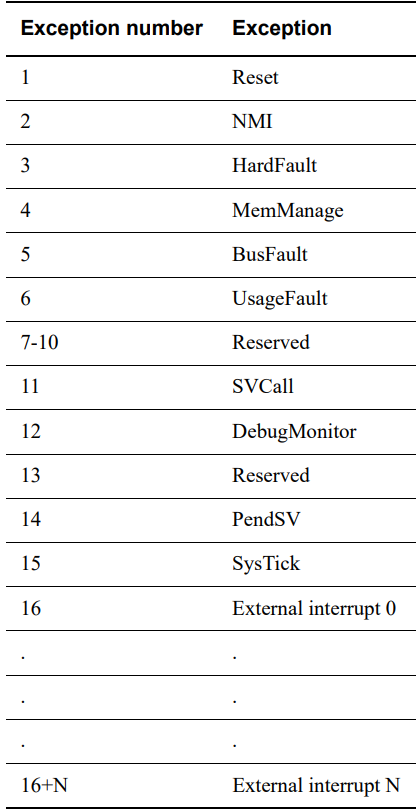 Exception number Exception
1 Reset
2 NMI
3 HardFault
4 MemManage
5 BusFault
6 UsageFault
7-10 Reserved
11 SVCall
12 DebugMonitor
13 Reserved
14 PendSV
15 SysTick
16 External interrupt 0
. .
. .
. .
16+N External interrupt N